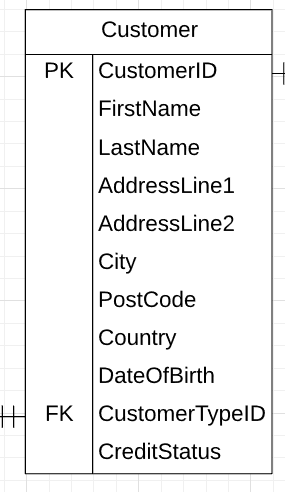 Customer
PK CustomerID
FirstName
LastName
AddressLine1
AddressLine2
City
PostCode
Country
DateOfBirth
FK CustomerTypeID
CreditStatus